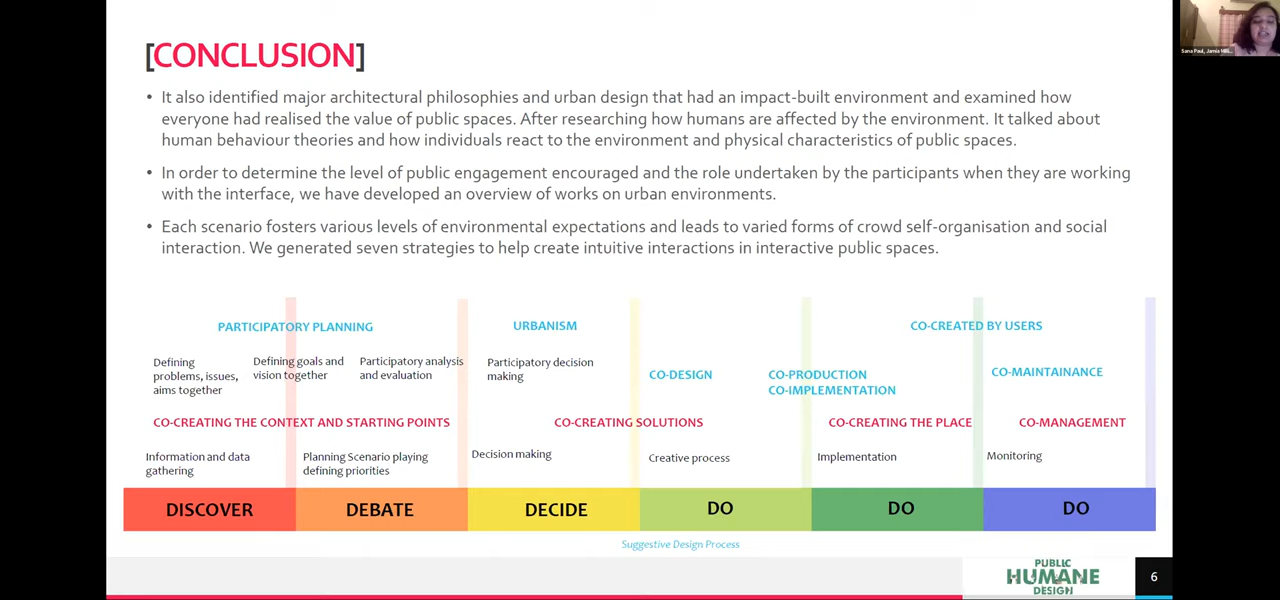 [CONCLUSION]
• It also identified major architectural philosophies and urban design that had an impact-built environment and examined how
everyone had realised the value of public spaces. After researching how humans are affected by the environment. It talked about
human behaviour theories and how individuals react to the environment and physical characteristics of public spaces.
• In order to determine the level of public engagement encouraged and the role undertaken by the participants when they are working
with the interface, we have developed an overview of works on urban environments.
• Each scenario fosters various levels of environmental expectations and leads to varied forms of crowd self-organisation and social
interaction. We generated seven strategies to help create intuitive interactions in interactive public spaces.
PARTICIPATORY PLANNING
URBANISM
CO-CREATED BY USERS
Defining
problems, issues,
aims together
Defining goals and
vision together
Participatory analysis
and evaluation
Participatory decision
making
CO-DESIGN
CO-PRODUCTION
CO-IMPLEMENTATION
CO-MAINTAINANCE
CO-CREATING THE CONTEXT AND STARTING POINTS
CO-CREATING SOLUTIONS
CO-CREATING THE PLACE
CO-MANAGEMENT
Information and data
gathering
Planning Scenario playing
defining priorities
Decision making
Creative process
Implementation
Monitoring
DISCOVER
DEBATE
DECIDE
DO
DO
DO
Suggestive Design Process
PUBLIC
HUMANE
DESIGN
6
Sana Paul, Jamia Milli...